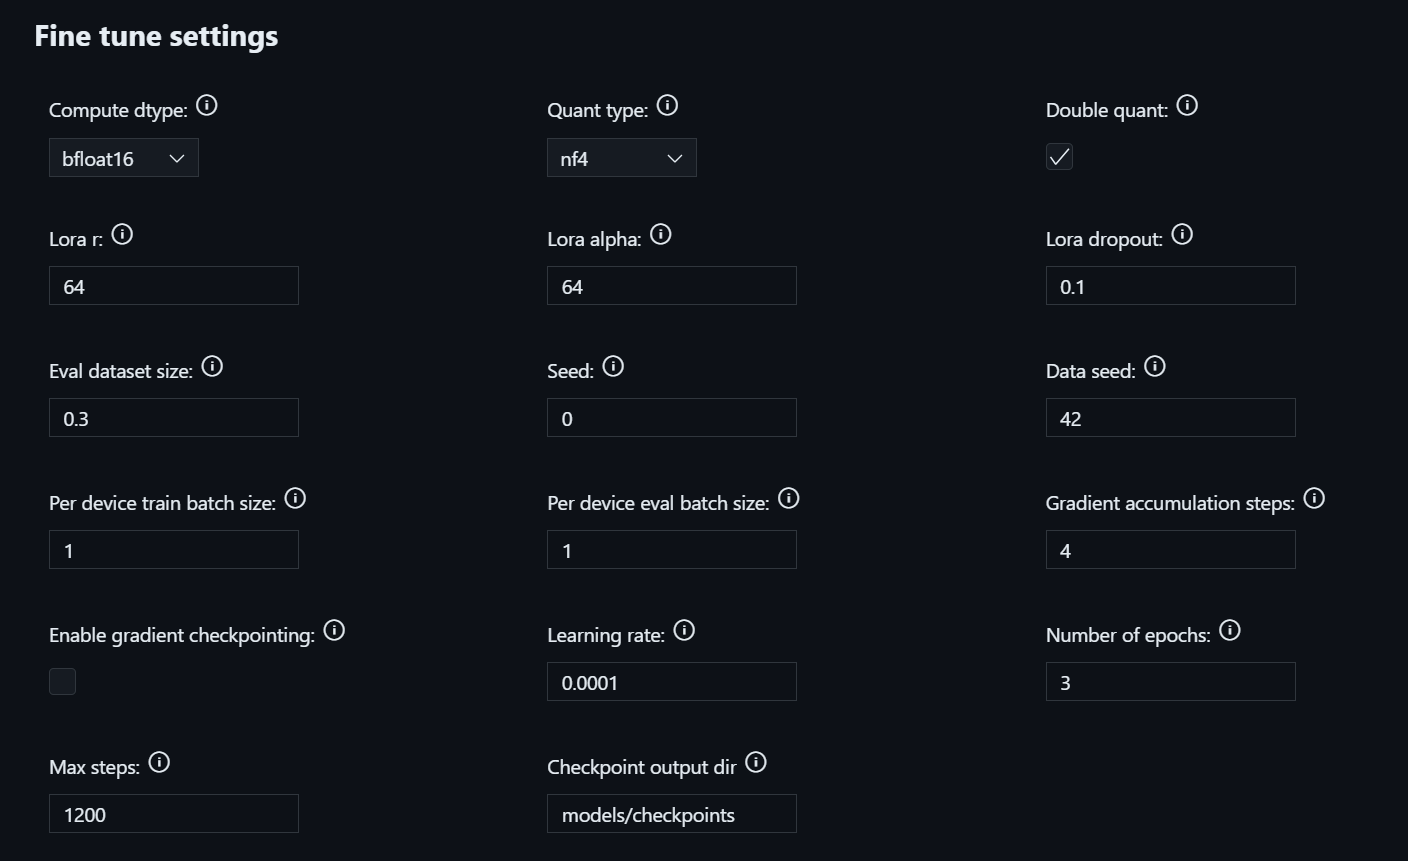 Fine tune settings
Compute dtype: Quant type: Double quant:
bfloat16 nf4
Lora r: Lora alpha: Lora dropout:
64 64 0.1
Eval dataset size: Seed: Data seed:
0.3 0 42
Per device train batch size: Per device eval batch size: Gradient accumulation steps:
1 1 4
Enable gradient checkpointing: Learning rate: Number of epochs:
0.0001 3
Max steps: Checkpoint output dir
1200 models/checkpoints